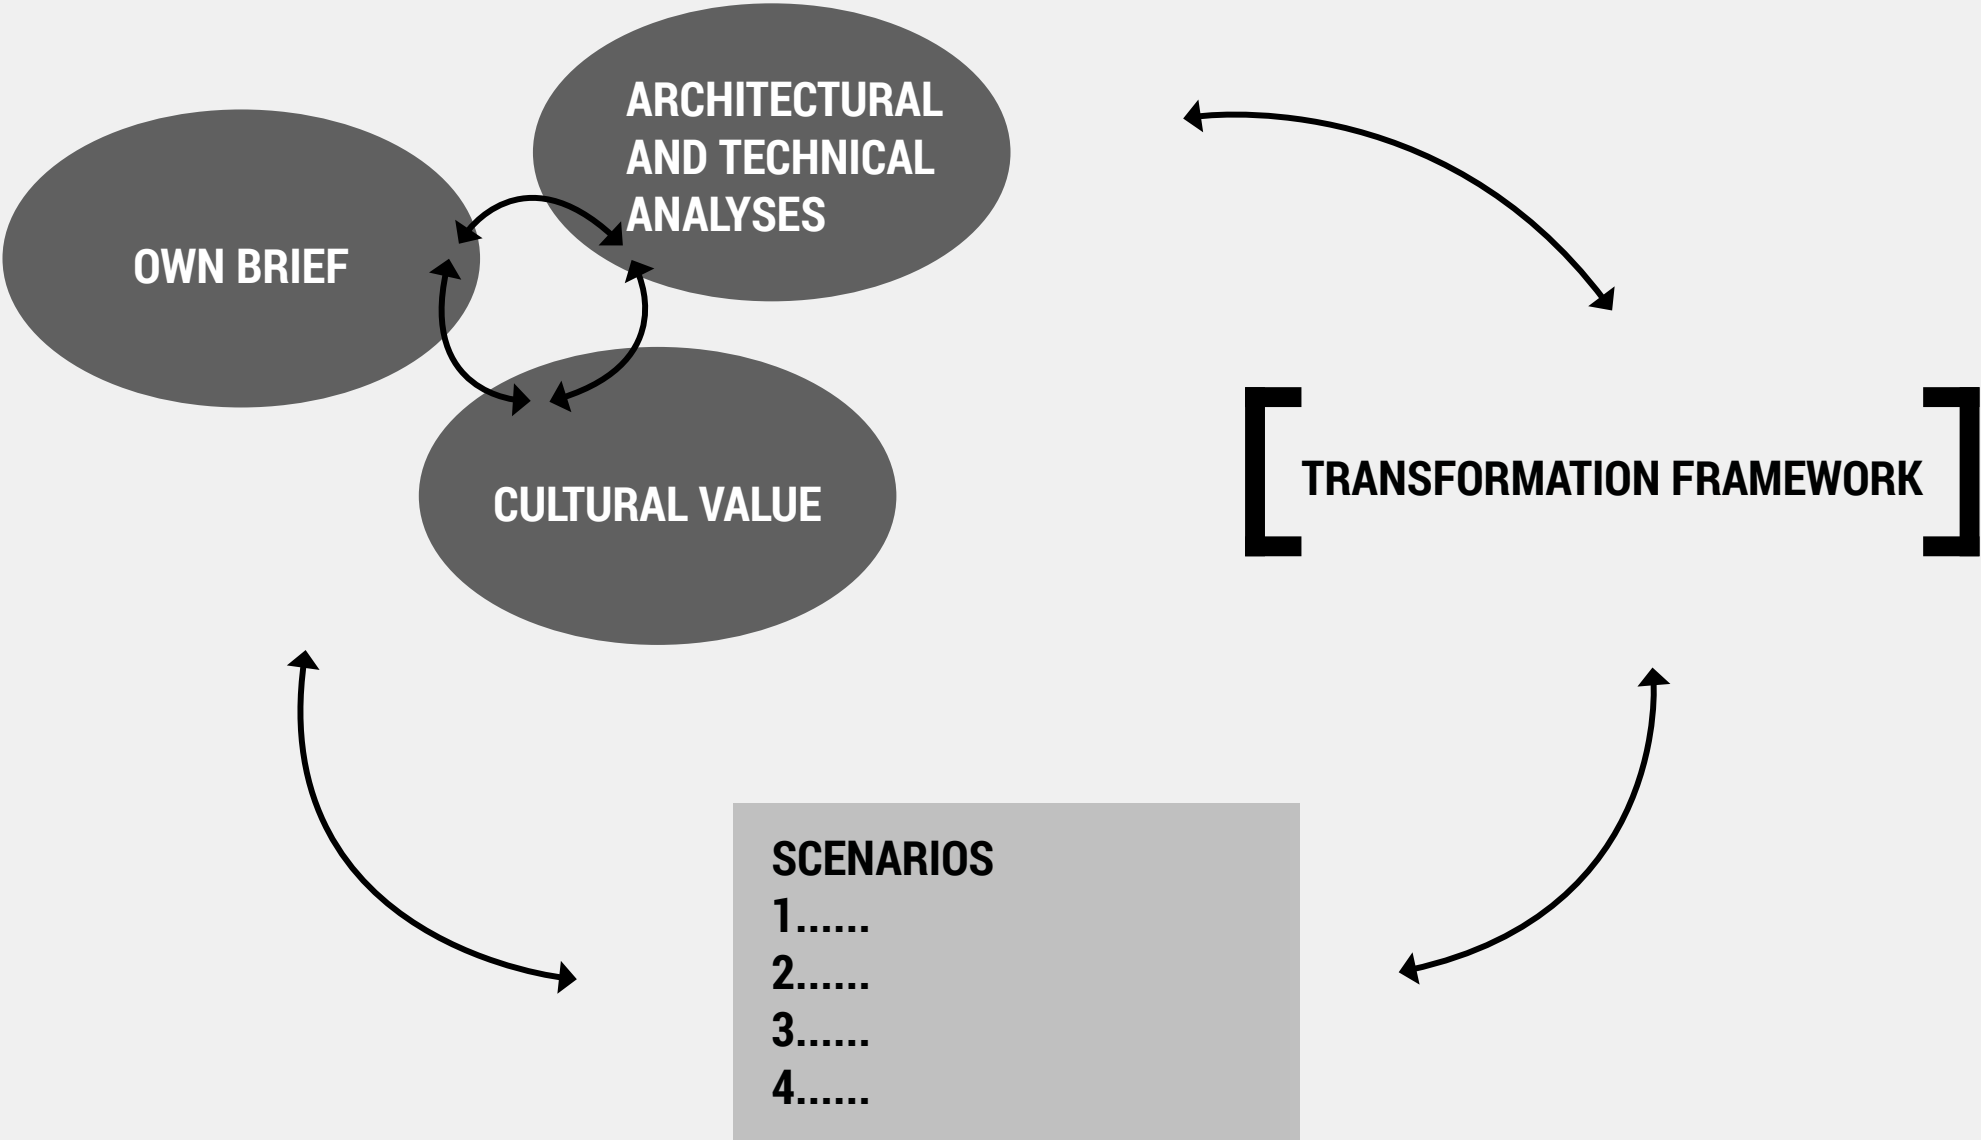 ARCHITECTURAL
AND TECHNICAL
ANALYSES
OWN BRIEF
CULTURAL VALUE
TRANSFORMATION FRAMEWORK
SCENARIOS
1......
2......
3......
4......